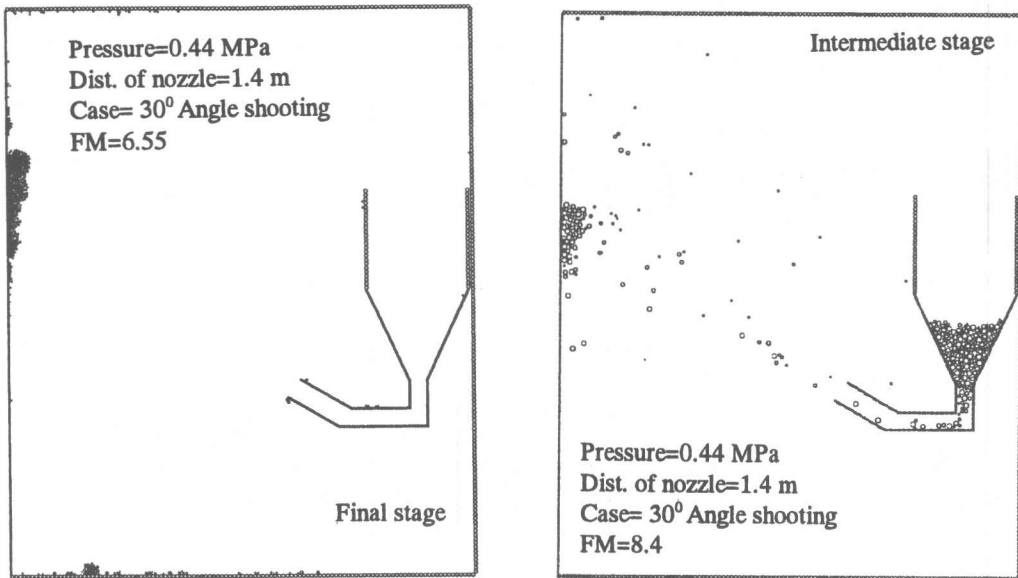 Pressure=0.44 MPa
Dist. of nozzle=1.4 m
Case= 30⁰ Angle shooting
FM=6.55
Final stage
Intermediate stage
Pressure=0.44 MPa
Dist. of nozzle=1.4 m
Case= 30⁰ Angle shooting
FM=8.4